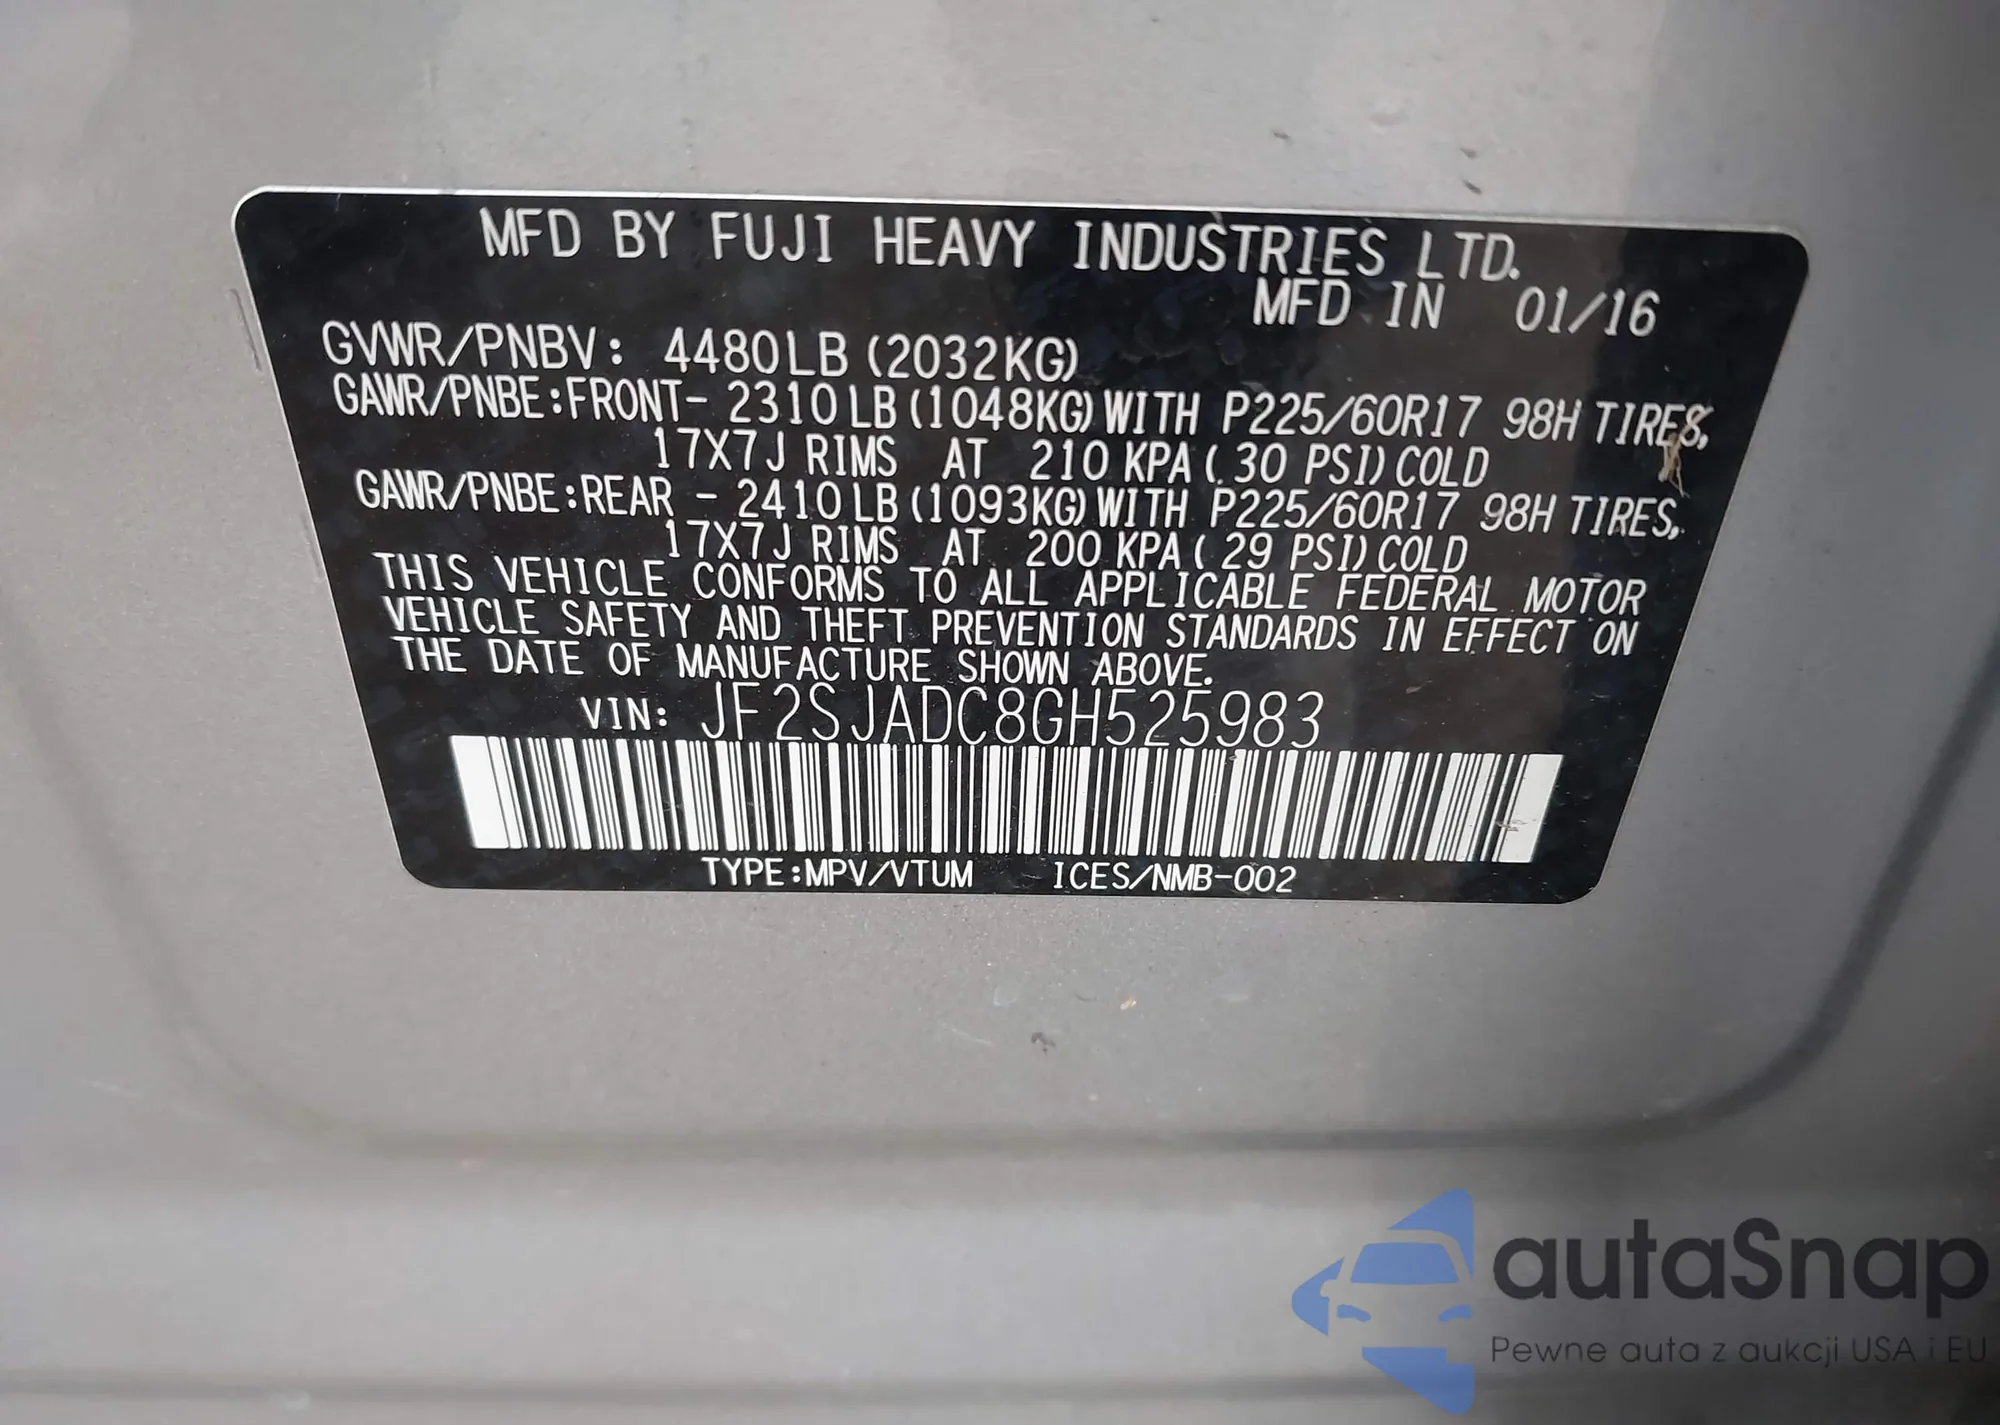 MFD BY FUJI HEAVY INDUSTRIES LTD.
MFD IN 01/16
GVWR/PNBV: 4480LB (2032KG)
GAWR/PNBE:FRONT- 2310LB(1048KG)WITH P225/60R17 98H TIRES,
17X7J RIMS AT 210 KPA( 30 PSI)COLD
GAWR/PNBE:REAR - 2410LB(1093KG)WITH P225/60R17 98H TIRES,
17X7J RIMS AT 200 KPA( 29 PSI)COLD
THIS VEHICLE CONFORMS TO ALL APPLICABLE FEDERAL MOTOR
VEHICLE SAFETY AND THEFT PREVENTION STANDARDS IN EFFECT ON
THE DATE OF MANUFACTURE SHOWN ABOVE.
VIN: JF2SJADC8GH525983
TYPE:MPV/VTUM ICES/NMB-002
autaSnap
Pewne auta z aukcji USA i EU